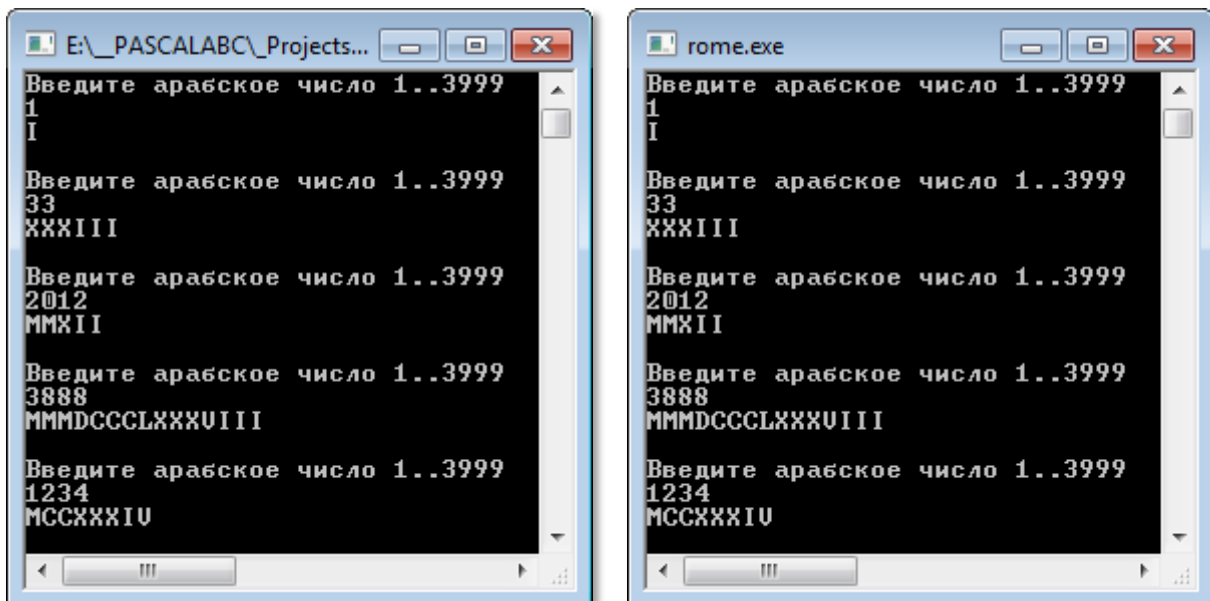 E:\__PASCALABC\_Projects...
Введите арабское число 1..3999
1
I
Введите арабское число 1..3999
33
XXXIII
Введите арабское число 1..3999
2012
MMXII
Введите арабское число 1..3999
3888
MMMDCCCLXXXVIII
Введите арабское число 1..3999
1234
MCCXXXIV
rome.exe
Введите арабское число 1..3999
1
I
Введите арабское число 1..3999
33
XXXIII
Введите арабское число 1..3999
2012
MMXII
Введите арабское число 1..3999
3888
MMMDCCCLXXXVIII
Введите арабское число 1..3999
1234
MCCXXXIV